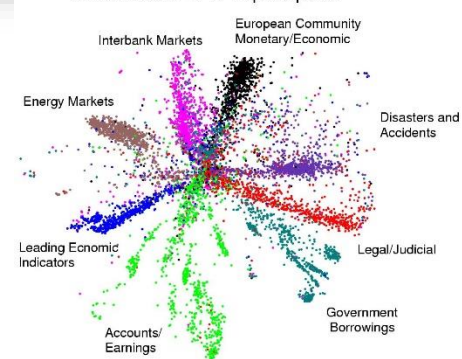 European Community
Monetary/Economic
Interbank Markets
Energy Markets
Disasters and
Accidents
Leading Ecnomic
Indicators
Legal/Judicial
Government
Borrowings
Accounts/
Earnings